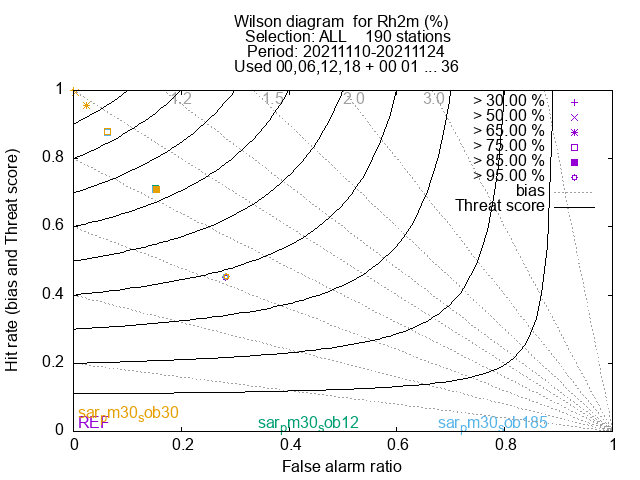 Wilson diagram for Rh2m (%)
Selection: ALL 190 stations
Period: 20211110-20211124
Used 00,06,12,18 + 00 01 ... 36
1.2 1.5 2.0 3.0
> 30.00 %
> 50.00 %
> 65.00 %
> 75.00 %
> 85.00 %
> 95.00 %
bias
Threat score
Hit rate (bias and Threat score)
1
0.8
0.6
0.4
0.2
0
sar_pm30_sob30
REF sar_pm30_sob12 sar_pm30_sob185
0 0.2 0.4 0.6 0.8 1
False alarm ratio